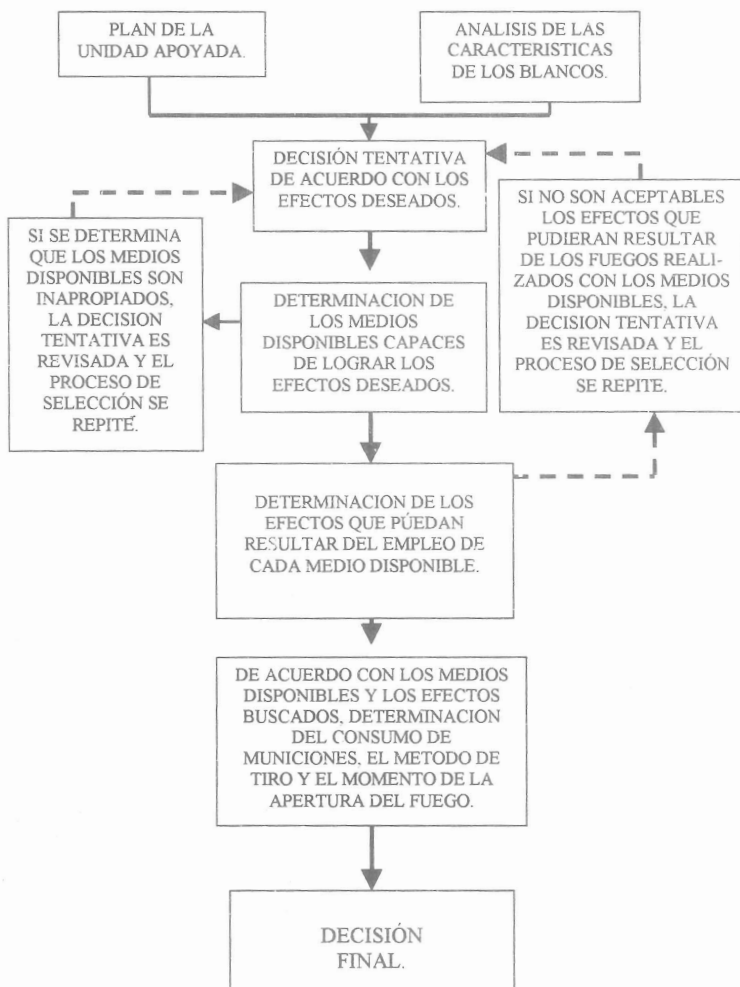 PLAN DE LA
UNIDAD APOYADA.
ANALISIS DE LAS
CARACTERISTICAS
DE LOS BLANCOS.
DECISIÓN TENTATIVA
DE ACUERDO CON LOS
EFECTOS DESEADOS.
SI SE DETERMINA
QUE LOS MEDIOS
DISPONIBLES SON
INAPROPIADOS,
LA DECISION
TENTATIVA ES
REVISADA Y EL
PROCESO DE
SELECCIÓN SE
REPITE.
SI NO SON ACEPTABLES
LOS EFECTOS QUE
PUDIERAN RESULTAR
DE LOS FUEGOS REALI-
ZADOS CON LOS MEDIOS
DISPONIBLES, LA
DECISION TENTATIVA
ES REVISADA Y EL
PROCESO DE SELECCIÓN
SE REPITE.
DETERMINACION DE
LOS MEDIOS
DISPONIBLES CAPACES
DE LOGRAR LOS
EFECTOS DESEADOS.
DETERMINACION DE LOS
EFECTOS QUE PÚEDAN
RESULTAR DEL EMPLEO DE
CADA MEDIO DISPONIBLE.
DE ACUERDO CON LOS MEDIOS
DISPONIBLES Y LOS EFECTOS
BUSCADOS, DETERMINACION
DEL CONSUMO DE
MUNICIONES, EL METODO DE
TIRO Y EL MOMENTO DE LA
APERTURA DEL FUEGO.
DECISIÓN
FINAL.